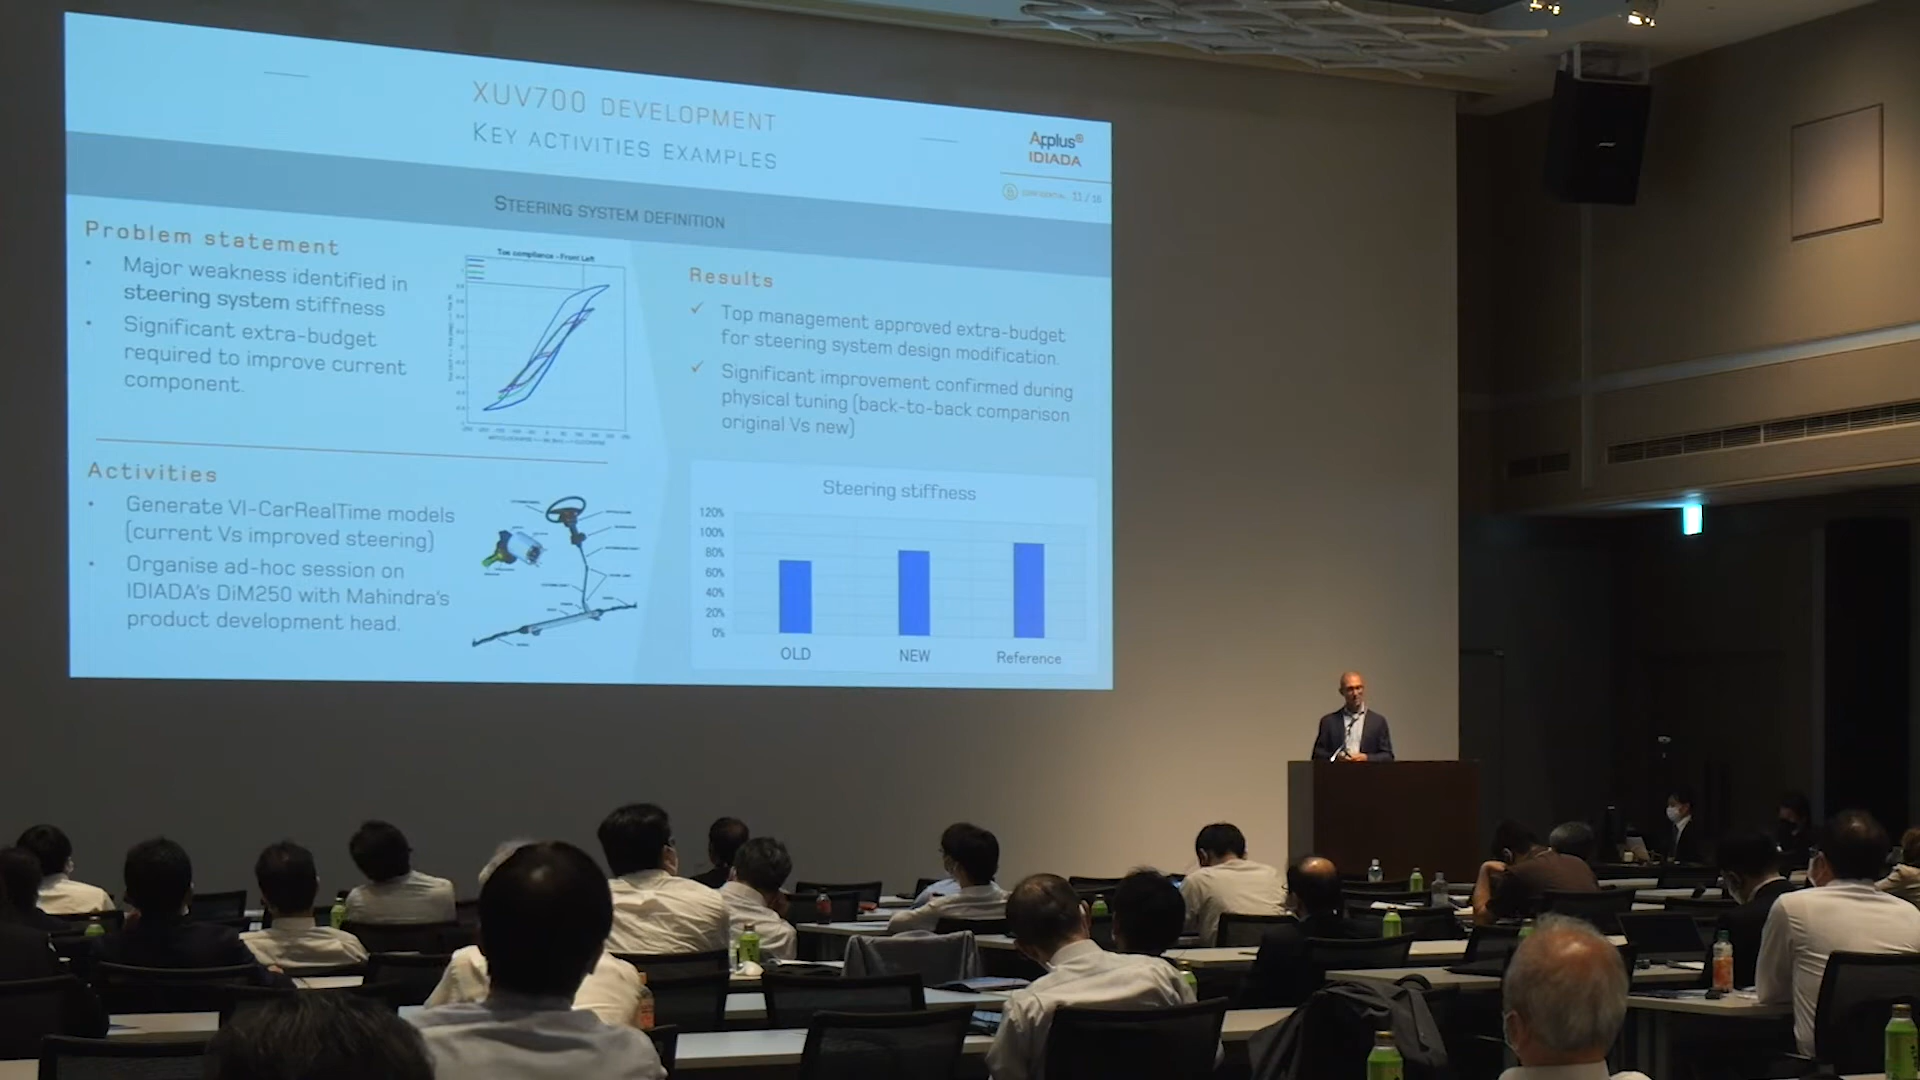 XUV700 DEVELOPMENT
KEY ACTIVITIES EXAMPLES
Applus+
IDIADA
CONFIDENTIAL 11 / 16
STEERING SYSTEM DEFINITION
Problem statement
• Major weakness identified in
steering system stiffness
• Significant extra-budget
required to improve current
component.
Toe compliance - Front Left
Activities
• Generate VI-CarRealTime models
(current Vs improved steering)
• Organise ad-hoc session on
IDIADA's DiM250 with Mahindra's
product development head.
Results
✓ Top management approved extra-budget
for steering system design modification.
✓ Significant improvement confirmed during
physical tuning (back-to-back comparison
original Vs new)
Steering stiffness
120%
100%
80%
60%
40%
20%
0%
OLD NEW Reference